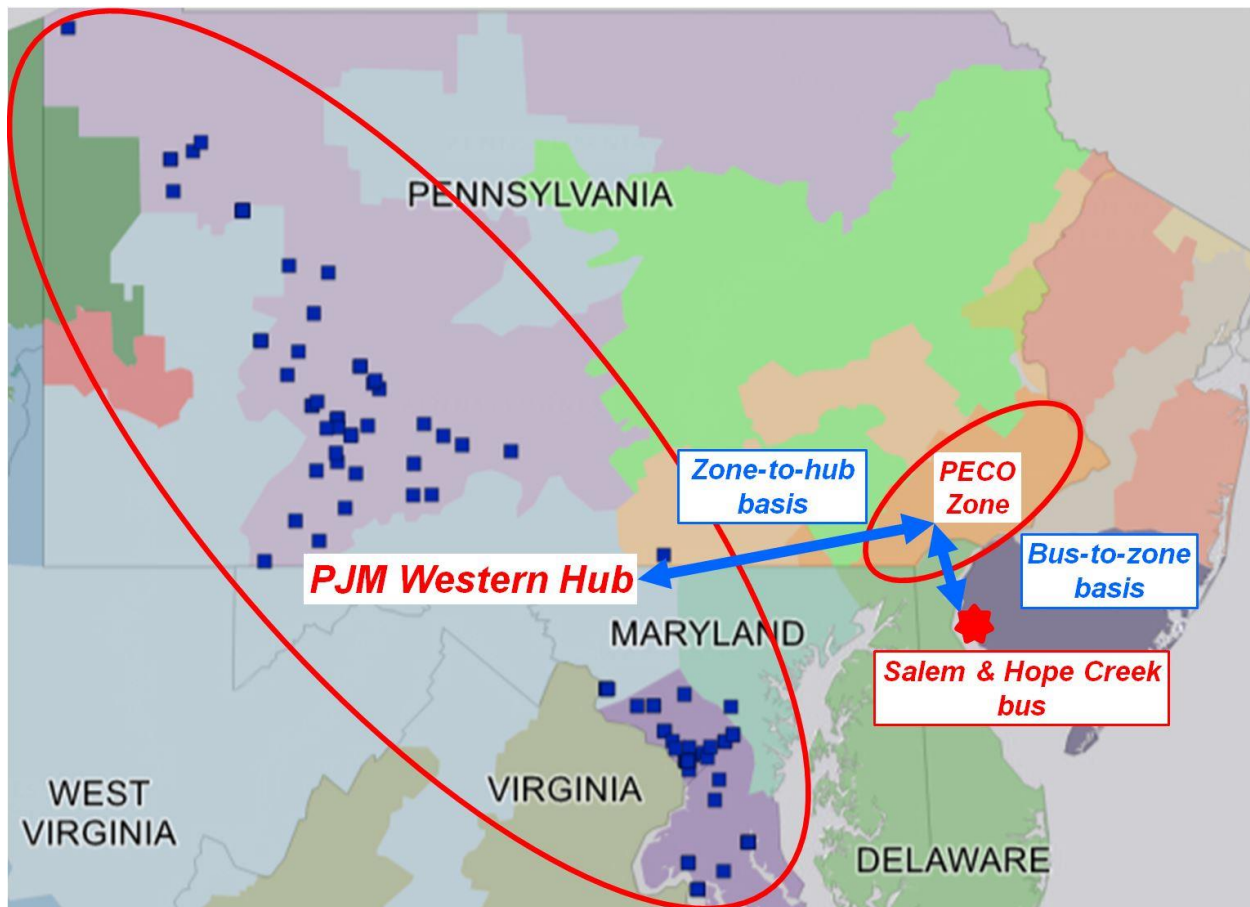 PENNSYLVANIA
Zone-to-hub
basis
PECO
Zone
Bus-to-zone
basis
PJM Western Hub
MARYLAND
Salem & Hope Creek
bus
WEST
VIRGINIA
VIRGINIA
DELAWARE